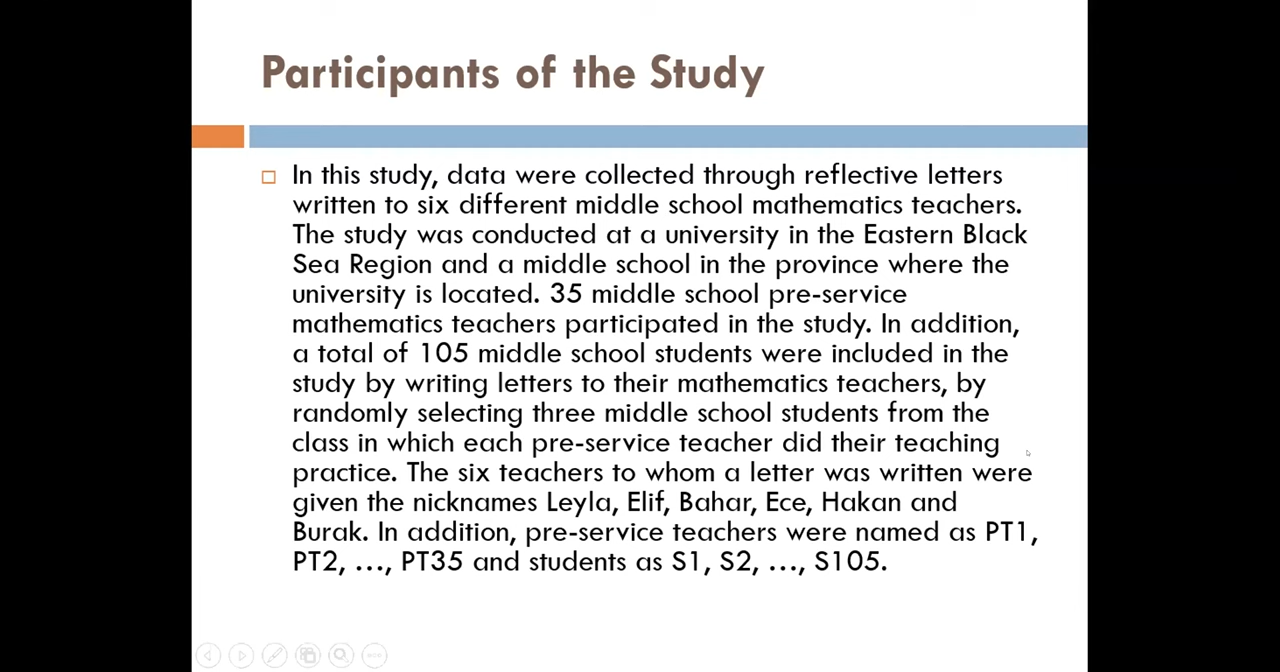 Participants of the Study
In this study, data were collected through reflective letters
written to six different middle school mathematics teachers.
The study was conducted at a university in the Eastern Black
Sea Region and a middle school in the province where the
university is located. 35 middle school pre-service
mathematics teachers participated in the study. In addition,
a total of 105 middle school students were included in the
study by writing letters to their mathematics teachers, by
randomly selecting three middle school students from the
class in which each pre-service teacher did their teaching
practice. The six teachers to whom a letter was written were
given the nicknames Leyla, Elif, Bahar, Ece, Hakan and
Burak. In addition, pre-service teachers were named as PT1,
PT2, ..., PT35 and students as S1, S2, ..., S105.